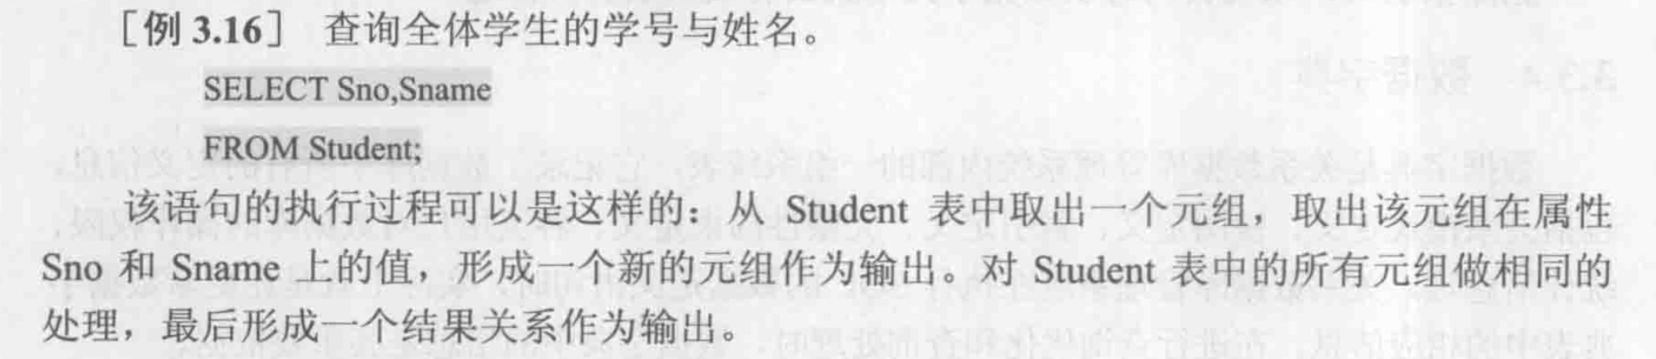 ［例 3.16］ 查询全体学生的学号与姓名。
SELECT Sno,Sname
FROM Student;
该语句的执行过程可以是这样的：从 Student 表中取出一个元组，取出该元组在属性
Sno 和 Sname 上的值，形成一个新的元组作为输出。对 Student 表中的所有元组做相同的
处理，最后形成一个结果关系作为输出。